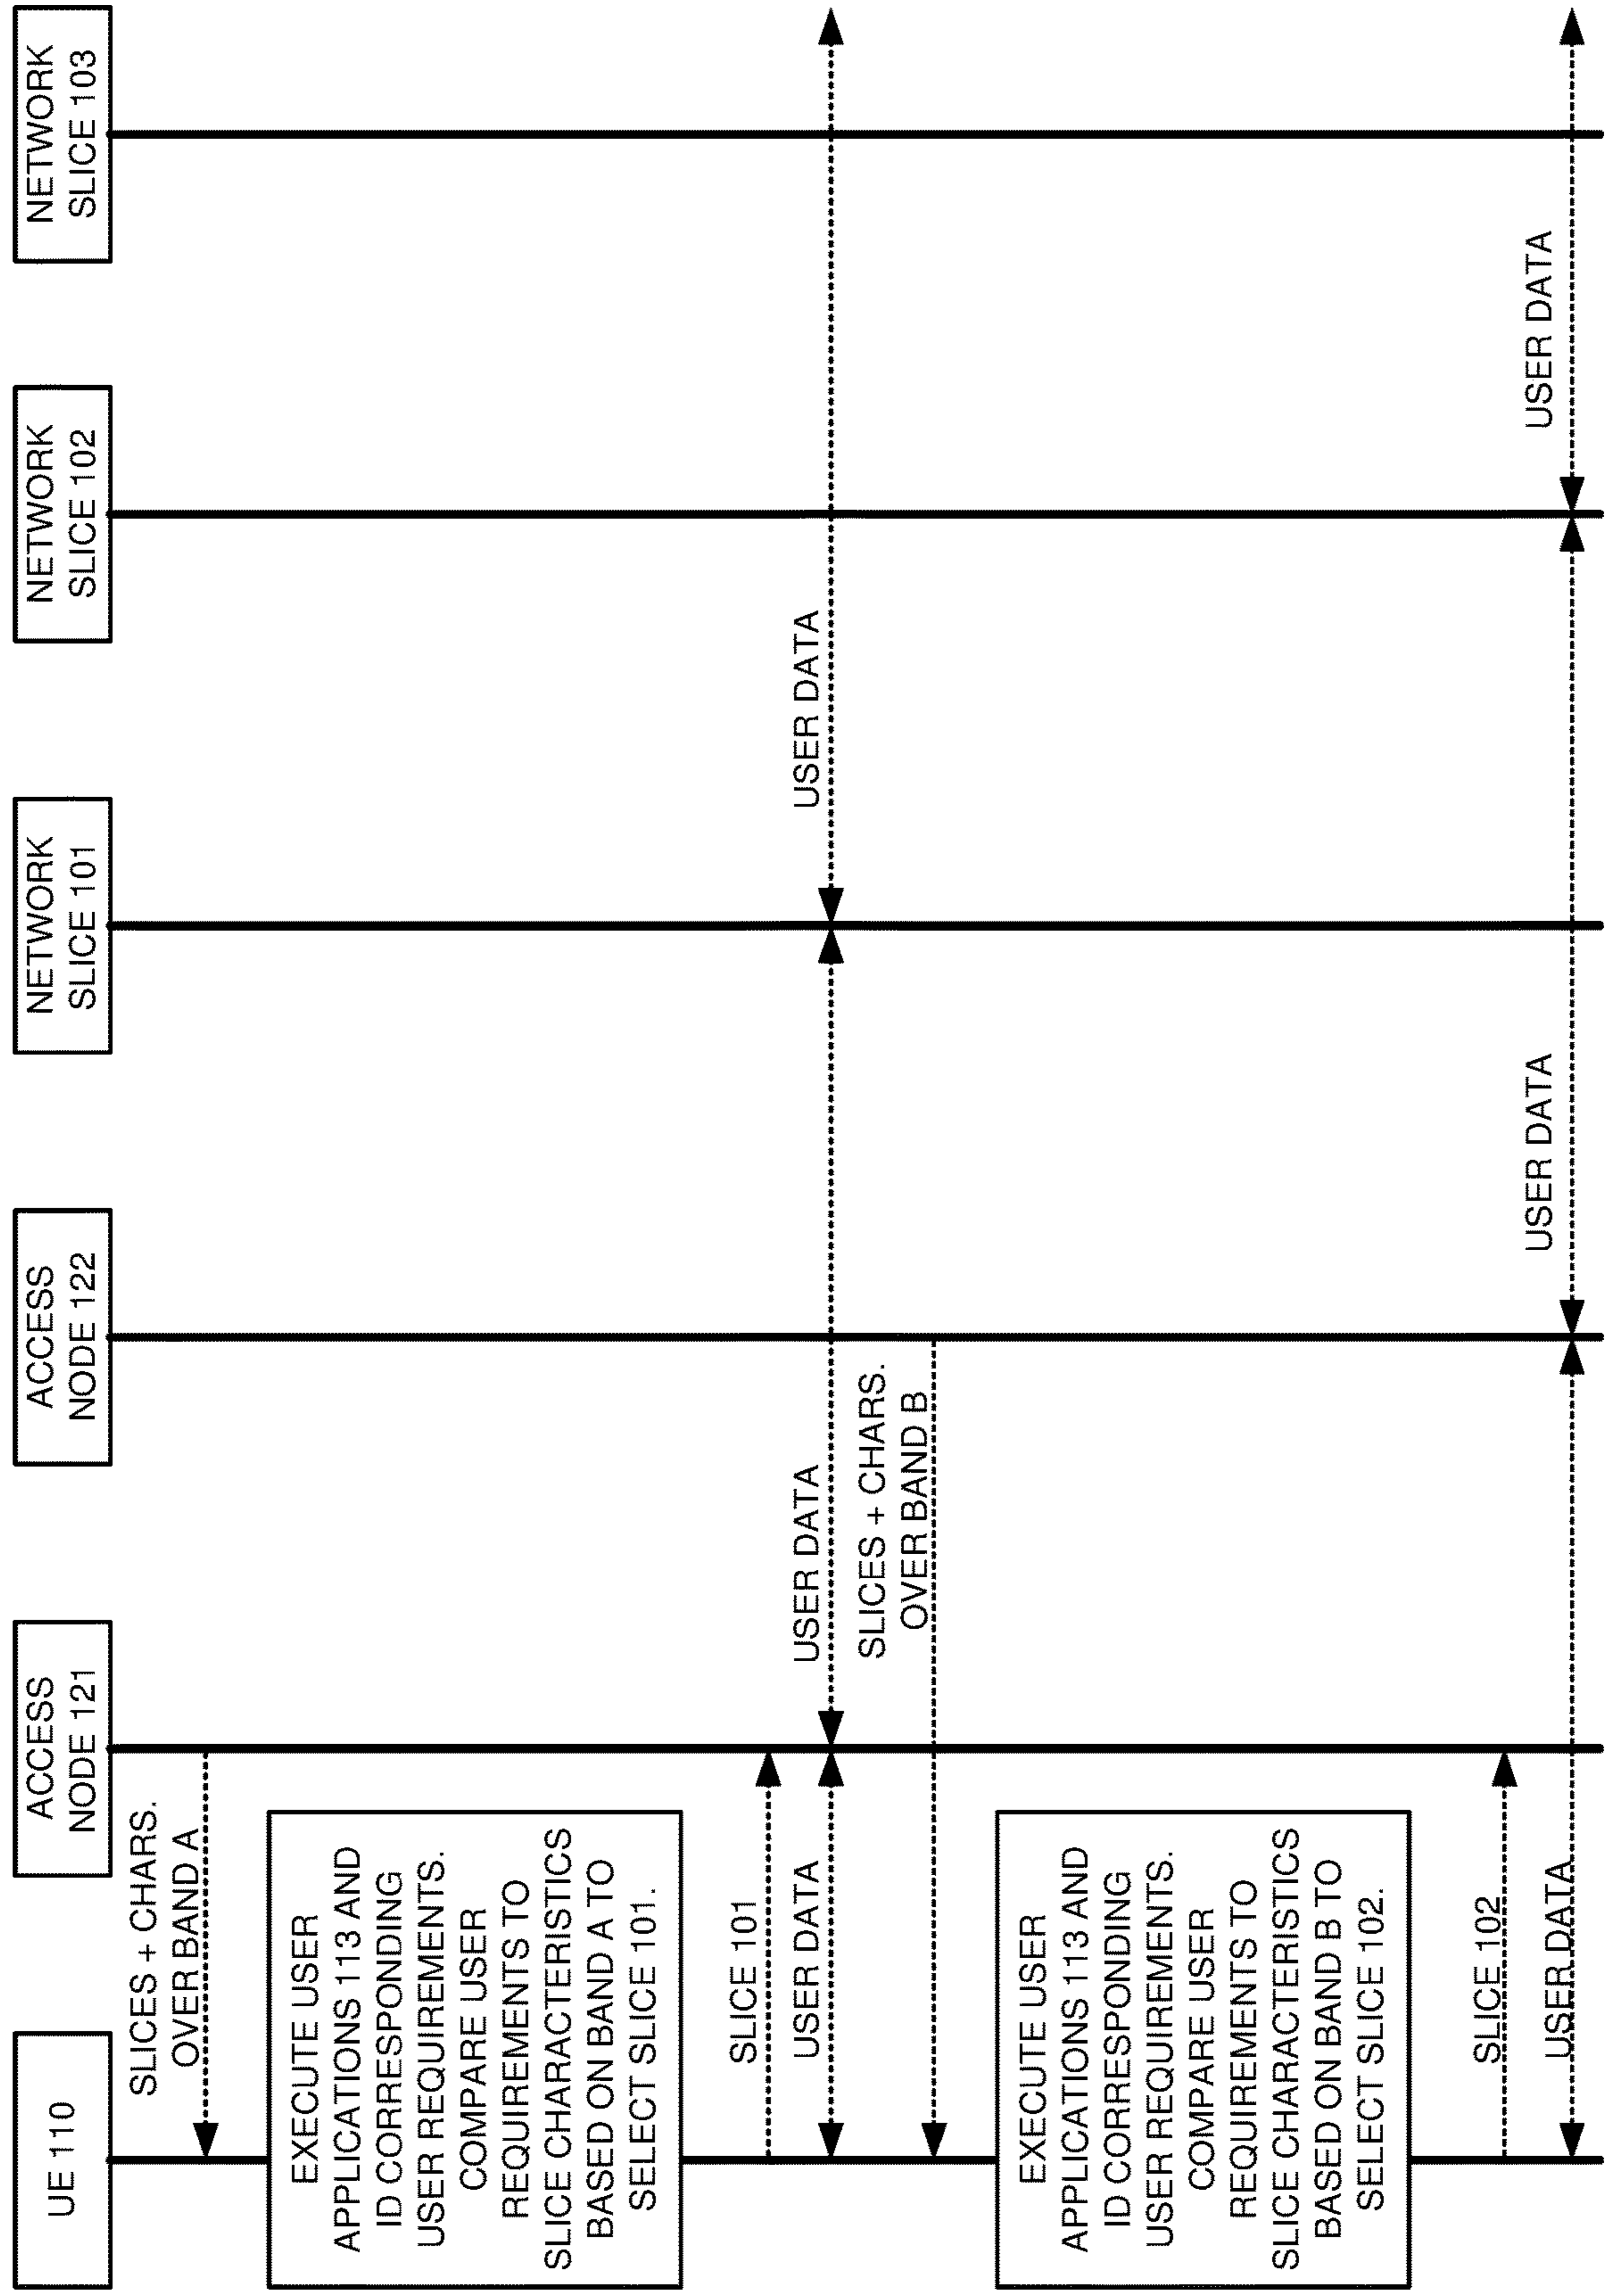 UE 110
ACCESS
NODE 121
ACCESS
NODE 122
NETWORK
SLICE 101
NETWORK
SLICE 102
NETWORK
SLICE 103
SLICES + CHARS.
OVER BAND A
EXECUTE USER
APPLICATIONS 113 AND
ID CORRESPONDING
USER REQUIREMENTS.
COMPARE USER
REQUIREMENTS TO
SLICE CHARACTERISTICS
BASED ON BAND A TO
SELECT SLICE 101.
SLICE 101
USER DATA
USER DATA
USER DATA
SLICES + CHARS.
OVER BAND B
EXECUTE USER
APPLICATIONS 113 AND
ID CORRESPONDING
USER REQUIREMENTS.
COMPARE USER
REQUIREMENTS TO
SLICE CHARACTERISTICS
BASED ON BAND B TO
SELECT SLICE 102.
SLICE 102
USER DATA
USER DATA
USER DATA